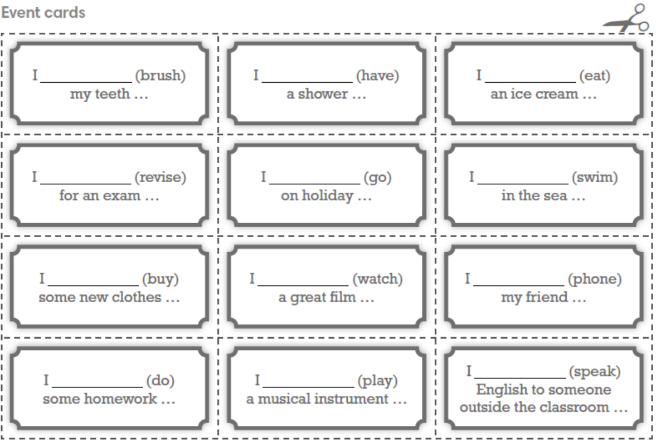 Event cards
I ____________ (brush)
my teeth …
I ____________ (have)
a shower …
I ____________ (eat)
an ice cream …
I ____________ (revise)
for an exam …
I ____________ (go)
on holiday …
I ____________ (swim)
in the sea …
I ____________ (buy)
some new clothes …
I ____________ (watch)
a great film …
I ____________ (phone)
my friend …
I ____________ (do)
some homework …
I ____________ (play)
a musical instrument …
I ____________ (speak)
English to someone
outside the classroom …